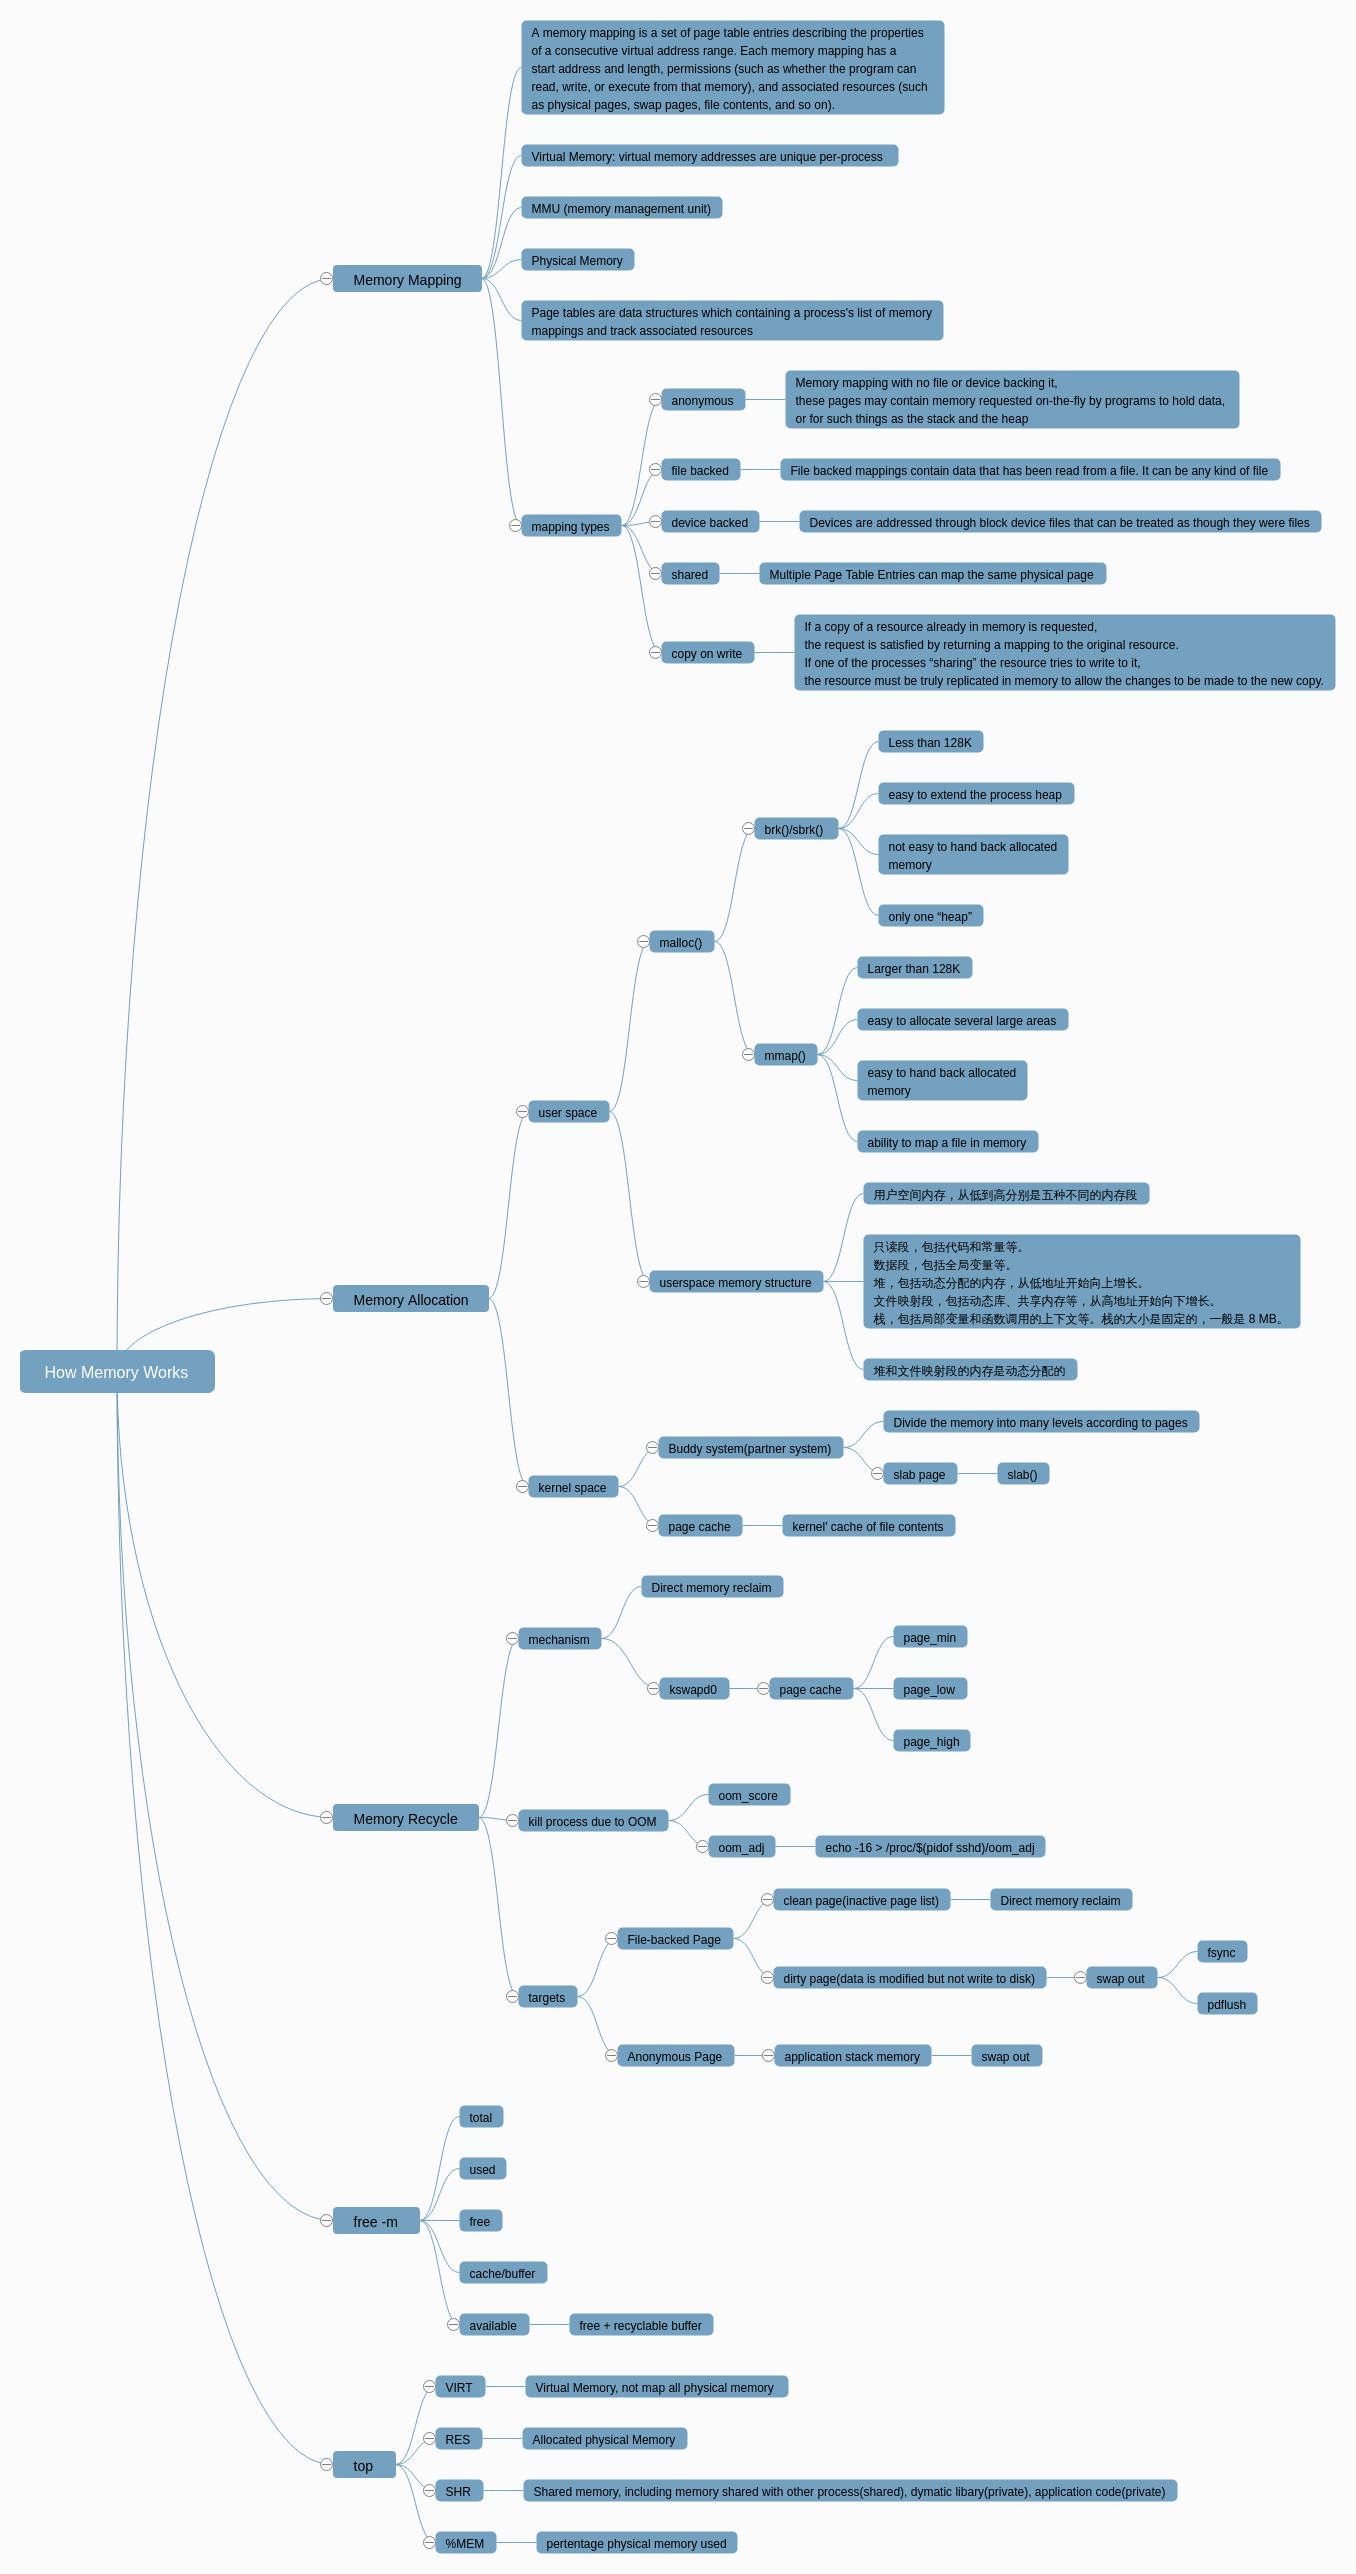 How Memory Works
Memory Mapping
A memory mapping is a set of page table entries describing the properties
of a consecutive virtual address range. Each memory mapping has a
start address and length, permissions (such as whether the program can
read, write, or execute from that memory), and associated resources (such
as physical pages, swap pages, file contents, and so on).
Virtual Memory: virtual memory addresses are unique per-process
MMU (memory management unit)
Physical Memory
Page tables are data structures which containing a process's list of memory
mappings and track associated resources
mapping types
anonymous
Memory mapping with no file or device backing it,
these pages may contain memory requested on-the-fly by programs to hold data,
or for such things as the stack and the heap
file backed
File backed mappings contain data that has been read from a file. It can be any kind of file
device backed
Devices are addressed through block device files that can be treated as though they were files
shared
Multiple Page Table Entries can map the same physical page
copy on write
If a copy of a resource already in memory is requested,
the request is satisfied by returning a mapping to the original resource.
If one of the processes “sharing” the resource tries to write to it,
the resource must be truly replicated in memory to allow the changes to be made to the new copy.
Memory Allocation
user space
malloc()
brk()/sbrk()
Less than 128K
easy to extend the process heap
not easy to hand back allocated
memory
only one “heap”
mmap()
Larger than 128K
easy to allocate several large areas
easy to hand back allocated
memory
ability to map a file in memory
userspace memory structure
用户空间内存，从低到高分别是五种不同的内存段
只读段，包括代码和常量等。
数据段，包括全局变量等。
堆，包括动态分配的内存，从低地址开始向上增长。
文件映射段，包括动态库、共享内存等，从高地址开始向下增长。
栈，包括局部变量和函数调用的上下文等。栈的大小是固定的，一般是 8 MB。
堆和文件映射段的内存是动态分配的
kernel space
Buddy system(partner system)
Divide the memory into many levels according to pages
slab page
slab()
page cache
kernel' cache of file contents
Memory Recycle
mechanism
Direct memory reclaim
kswapd0
page cache
page_min
page_low
page_high
kill process due to OOM
oom_score
oom_adj
echo -16 > /proc/$(pidof sshd)/oom_adj
targets
File-backed Page
clean page(inactive page list)
Direct memory reclaim
dirty page(data is modified but not write to disk)
swap out
fsync
pdflush
Anonymous Page
application stack memory
swap out
free -m
total
used
free
cache/buffer
available
free + recyclable buffer
top
VIRT
Virtual Memory, not map all physical memory
RES
Allocated physical Memory
SHR
Shared memory, including memory shared with other process(shared), dymatic libary(private), application code(private)
%MEM
pertentage physical memory used